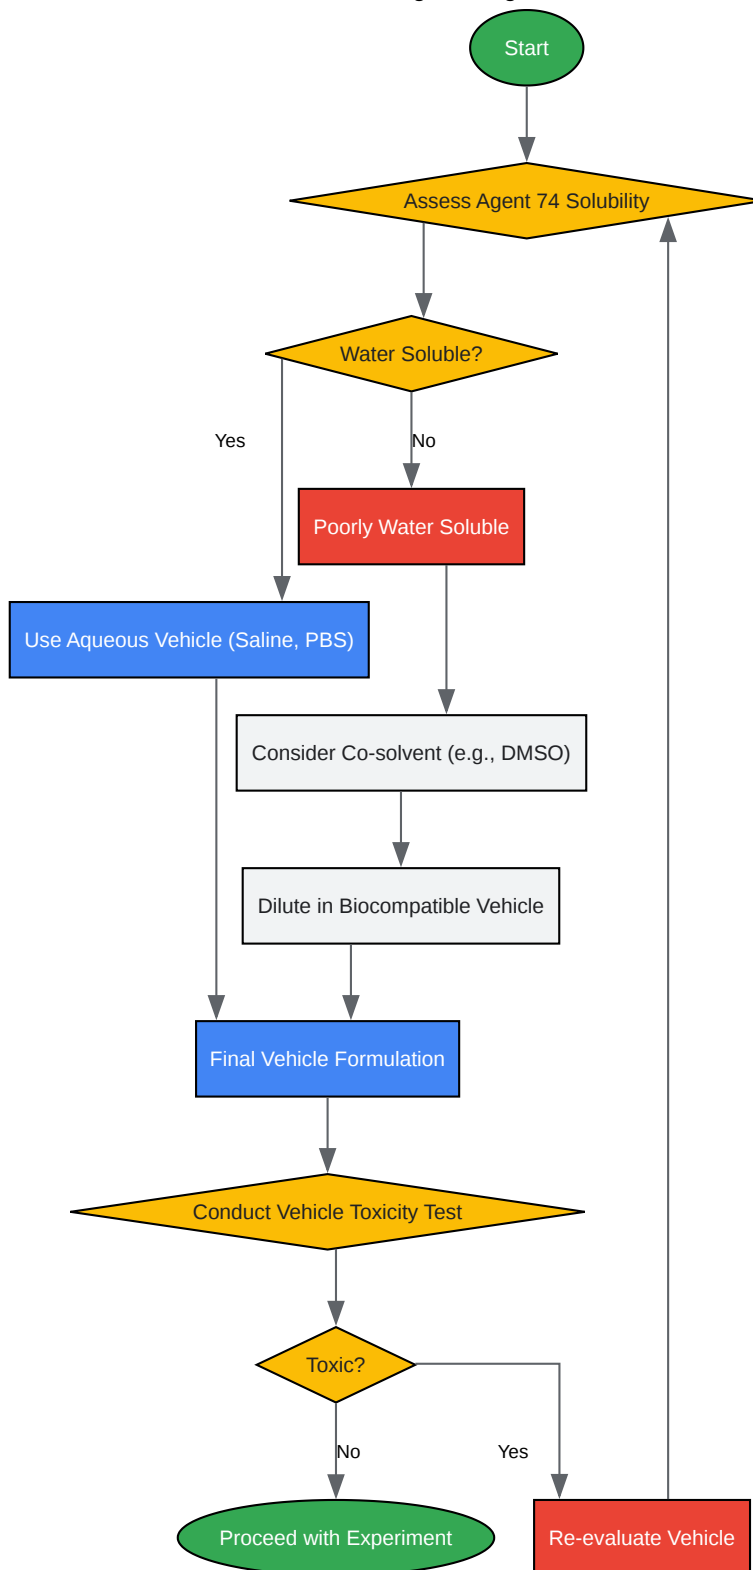 Start
Assess Agent 74 Solubility
Water Soluble?
Yes
No
Poorly Water Soluble
Use Aqueous Vehicle (Saline, PBS)
Consider Co-solvent (e.g., DMSO)
Dilute in Biocompatible Vehicle
Final Vehicle Formulation
Conduct Vehicle Toxicity Test
Toxic?
No
Yes
Proceed with Experiment
Re-evaluate Vehicle